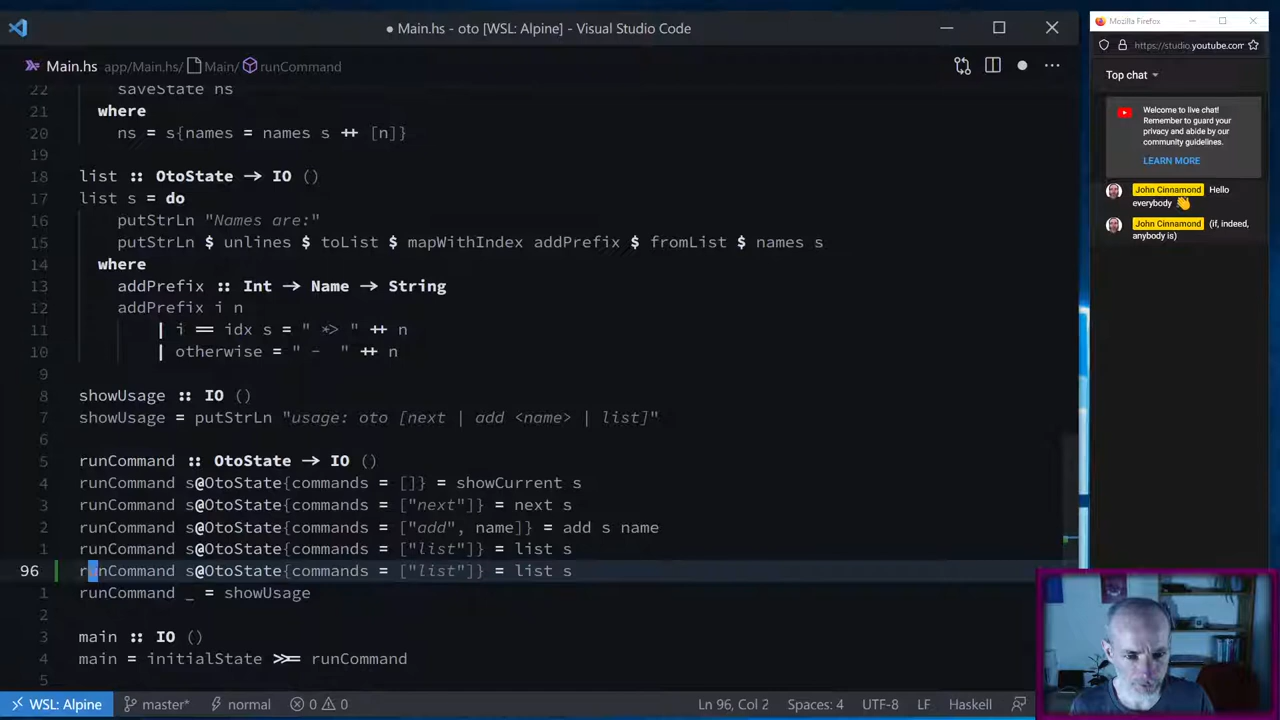 ● Main.hs - oto [WSL: Alpine] - Visual Studio Code
Main.hs app/Main.hs/ Main/ runCommand
22 saveState ns
21 where
20 ns = s{names = names s ++ [n]}
19
18 list :: OtoState → IO ()
17 list s = do
16 putStrLn "Names are:"
15 putStrLn $ unlines $ toList $ mapWithIndex addPrefix $ fromList $ names s
14 where
13 addPrefix :: Int → Name → String
12 addPrefix i n
11 | i == idx s = " *> " ++ n
10 | otherwise = " -  " ++ n
9
8 showUsage :: IO ()
7 showUsage = putStrLn "usage: oto [next | add <name> | list]"
6
5 runCommand :: OtoState → IO ()
4 runCommand s@OtoState{commands = []} = showCurrent s
3 runCommand s@OtoState{commands = ["next"]} = next s
2 runCommand s@OtoState{commands = ["add", name]} = add s name
1 runCommand s@OtoState{commands = ["list"]} = list s
96 runCommand s@OtoState{commands = ["list"]} = list s
1 runCommand _ = showUsage
2
3 main :: IO ()
4 main = initialState >>= runCommand
5
WSL: Alpine master* normal 0 0 Ln 96, Col 2 Spaces: 4 UTF-8 LF Haskell
Mozilla Firefox
https://studio.youtube.com
Top chat
Welcome to live chat!
Remember to guard your
privacy and abide by our
community guidelines.
LEARN MORE
John Cinnamond Hello
everybody 👋
John Cinnamond (if, indeed,
anybody is)